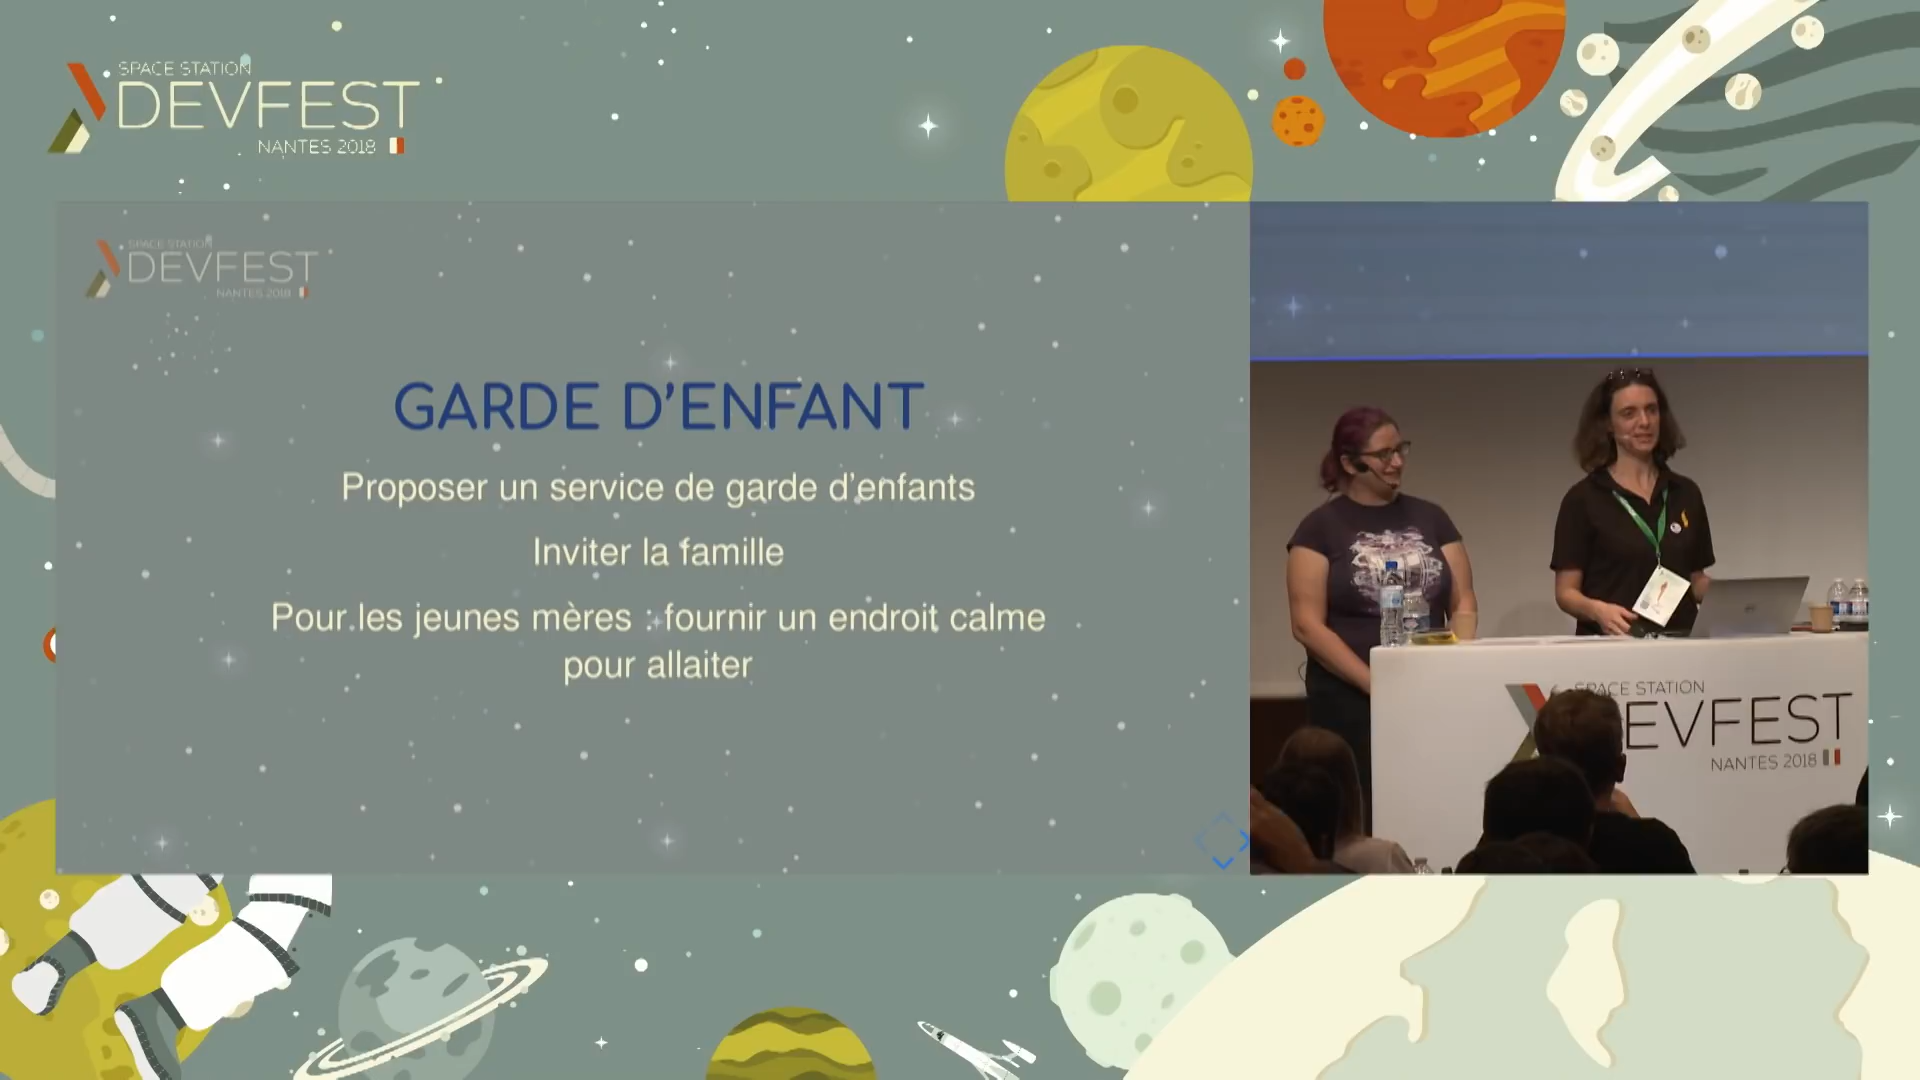 SPACE STATION
DEVFEST
NANTES 2018
SPACE STATION
DEVFEST
NANTES 2018
GARDE D'ENFANT
Proposer un service de garde d'enfants
Inviter la famille
Pour les jeunes mères : fournir un endroit calme
pour allaiter
SPACE STATION
EVFEST
NANTES 2018